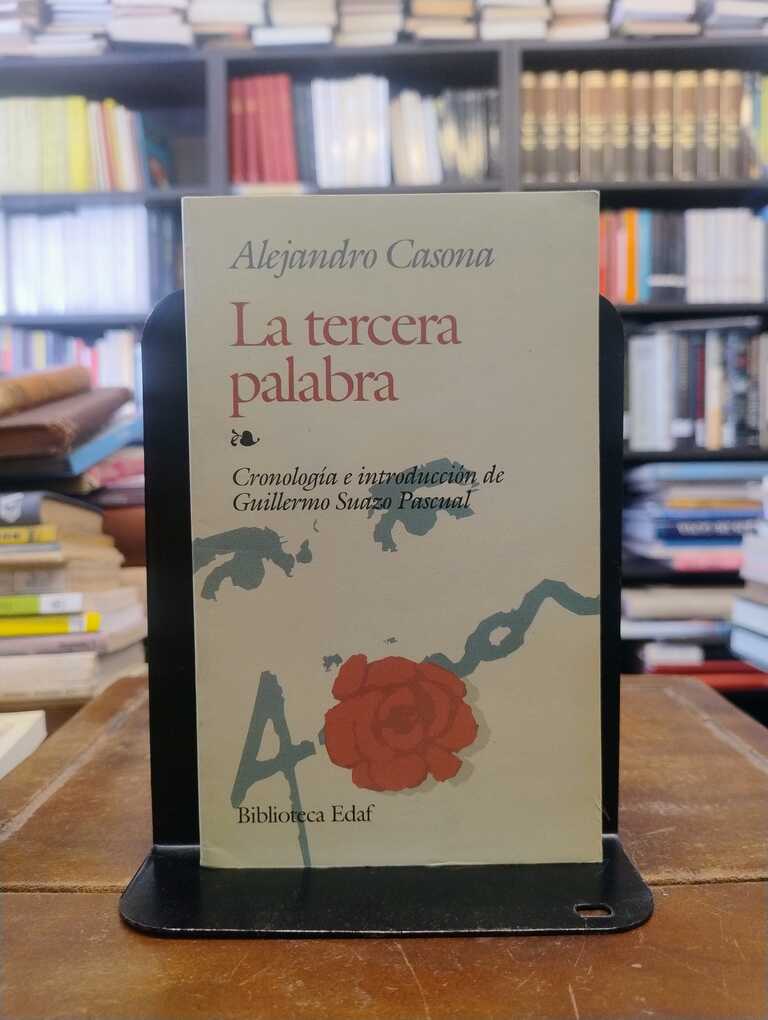 Alejandro Casona
La tercera
palabra
Cronología e introducción de
Guillermo Suazo Pascual
Biblioteca Edaf